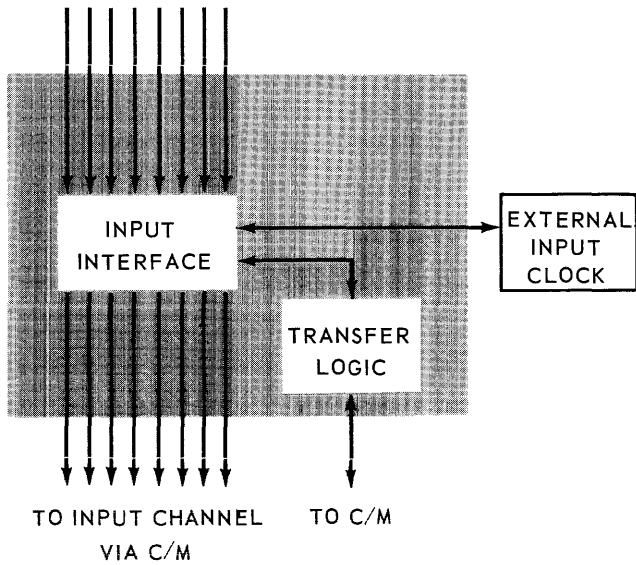 INPUT
INTERFACE
EXTERNAL
INPUT
CLOCK
TRANSFER
LOGIC
TO INPUT CHANNEL
VIA C/M
TO C/M